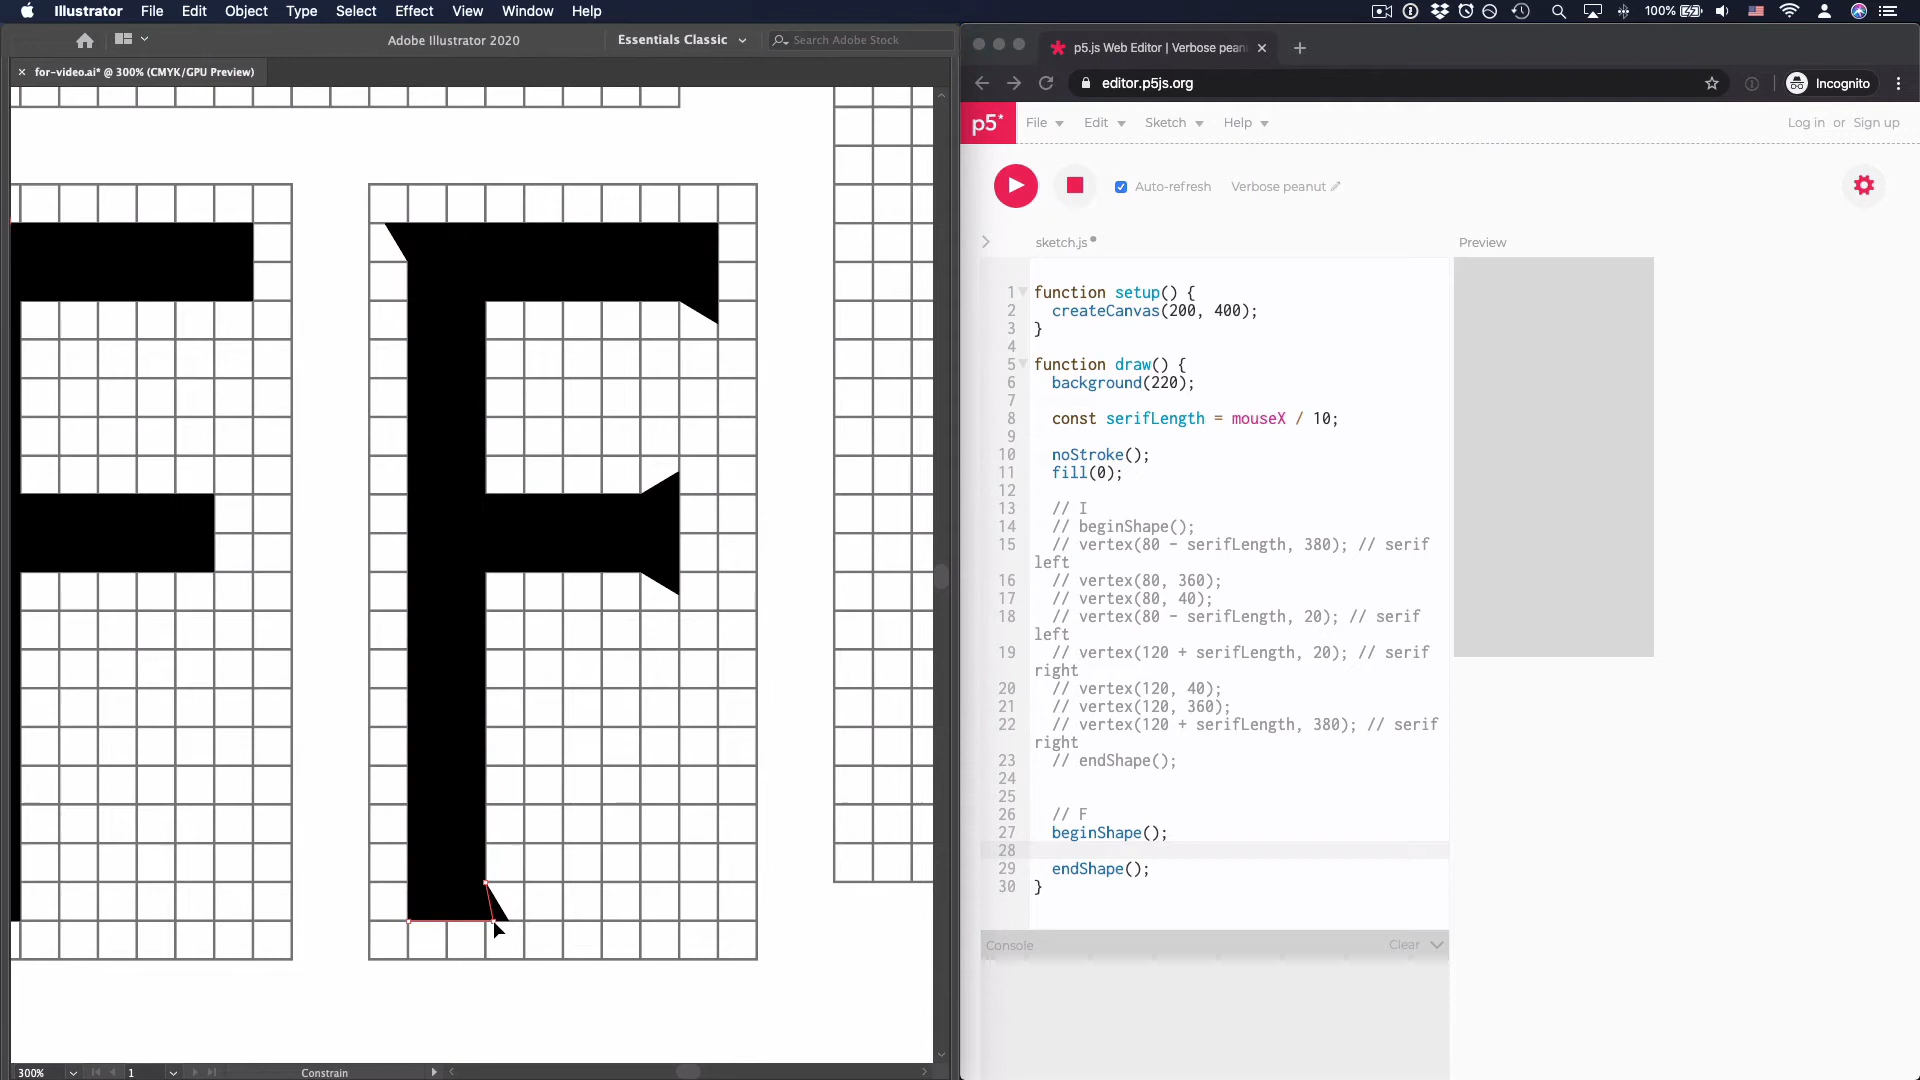 Illustrator File Edit Object Type Select Effect View Window Help
100%
Adobe Illustrator 2020
Essentials Classic
Search Adobe Stock
× for-video.ai* @ 300% (CMYK/GPU Preview)
300%
1
Constrain
p5.js Web Editor | Verbose pean
editor.p5js.org
Incognito
p5*
File Edit Sketch Help
Log in or Sign up
Auto-refresh
Verbose peanut
sketch.js
Preview
1 function setup() {
2 createCanvas(200, 400);
3 }
4
5 function draw() {
6 background(220);
7
8 const serifLength = mouseX / 10;
9
10 noStroke();
11 fill(0);
12
13 // I
14 // beginShape();
15 // vertex(80 - serifLength, 380); // serif
left
16 // vertex(80, 360);
17 // vertex(80, 40);
18 // vertex(80 - serifLength, 20); // serif
left
19 // vertex(120 + serifLength, 20); // serif
right
20 // vertex(120, 40);
21 // vertex(120, 360);
22 // vertex(120 + serifLength, 380); // serif
right
23 // endShape();
24
25
26 // F
27 beginShape();
28
29 endShape();
30 }
Console
Clear